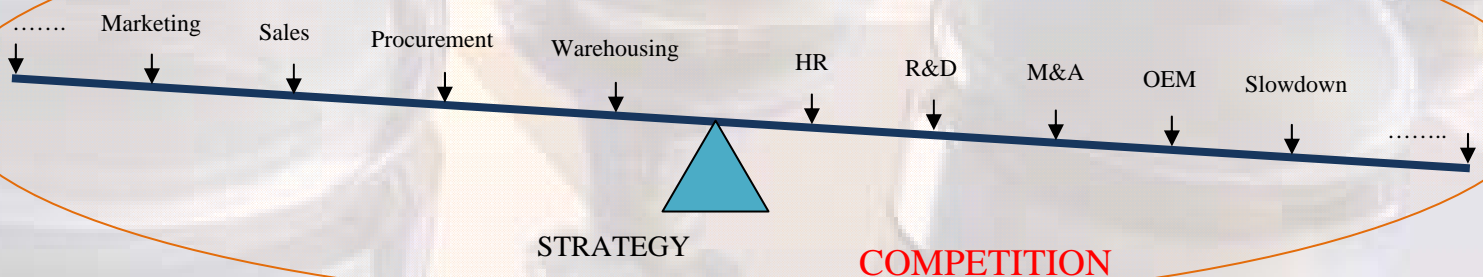 .......
Marketing
Sales
Procurement
Warehousing
HR
R&D
M&A
OEM
Slowdown
........
STRATEGY
COMPETITION